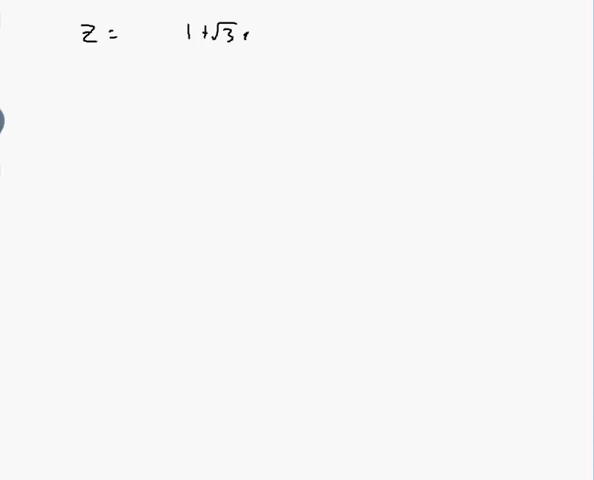 z = 1 + √3